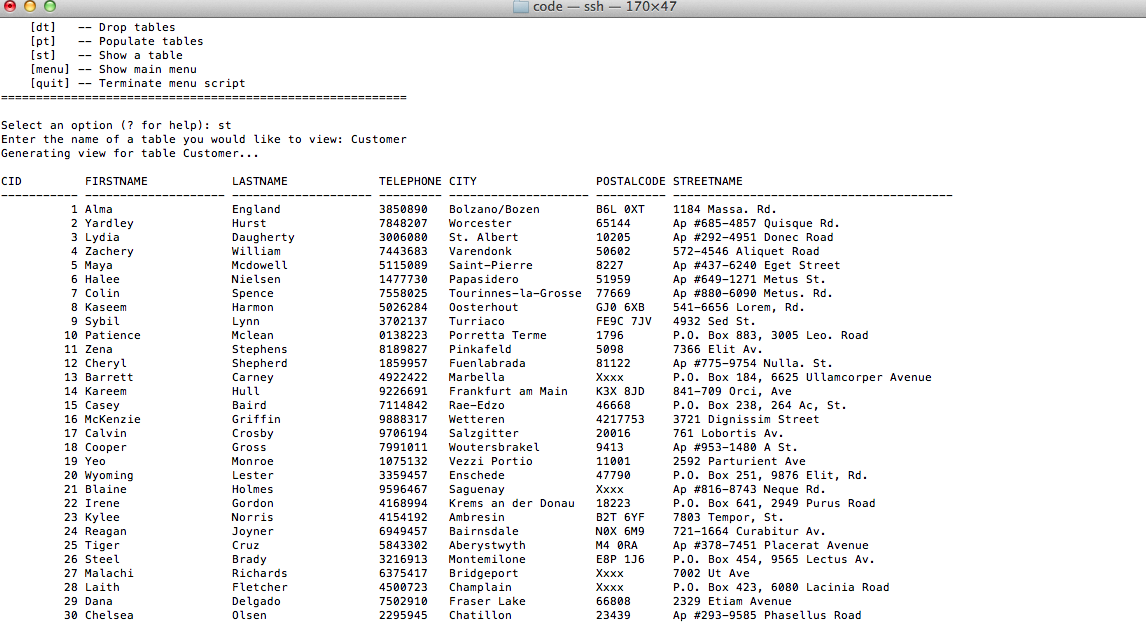 code — ssh — 170×47
[dt]   -- Drop tables
[pt]   -- Populate tables
[st]   -- Show a table
[menu] -- Show main menu
[quit] -- Terminate menu script
==========================================================
Select an option (? for help): st
Enter the name of a table you would like to view: Customer
Generating view for table Customer...
CID FIRSTNAME LASTNAME TELEPHONE CITY POSTALCODE STREETNAME
----------- -------------------- -------------------- --------- -------------------- ---------- ----------------------------------------
1 Alma England 3850890 Bolzano/Bozen B6L 0XT 1184 Massa. Rd.
2 Yardley Hurst 7848207 Worcester 65144 Ap #685-4857 Quisque Rd.
3 Lydia Daugherty 3006080 St. Albert 10205 Ap #292-4951 Donec Road
4 Zachery William 7443683 Varendonk 50602 572-4546 Aliquet Road
5 Maya Mcdowell 5115089 Saint-Pierre 8227 Ap #437-6240 Eget Street
6 Halee Nielsen 1477730 Papasidero 51959 Ap #649-1271 Metus St.
7 Colin Spence 7558025 Tourinnes-la-Grosse 77669 Ap #880-6090 Metus. Rd.
8 Kaseem Harmon 5026284 Oosterhout GJ0 6XB 541-6656 Lorem, Rd.
9 Sybil Lynn 3702137 Turriaco FE9C 7JV 4932 Sed St.
10 Patience Mclean 0138223 Porretta Terme 1796 P.O. Box 883, 3005 Leo. Road
11 Zena Stephens 8189827 Pinkafeld 5098 7366 Elit Av.
12 Cheryl Shepherd 1859957 Fuenlabrada 81122 Ap #775-9754 Nulla. St.
13 Barrett Carney 4922422 Marbella Xxxx P.O. Box 184, 6625 Ullamcorper Avenue
14 Kareem Hull 9226691 Frankfurt am Main K3X 8JD 841-709 Orci, Ave
15 Casey Baird 7114842 Rae-Edzo 46668 P.O. Box 238, 264 Ac, St.
16 McKenzie Griffin 9888317 Wetteren 4217753 3721 Dignissim Street
17 Calvin Crosby 9706194 Salzgitter 20016 761 Lobortis Av.
18 Cooper Gross 7991011 Woutersbrakel 9413 Ap #953-1480 A St.
19 Yeo Monroe 1075132 Vezzi Portio 11001 2592 Parturient Ave
20 Wyoming Lester 3359457 Enschede 47790 P.O. Box 251, 9876 Elit, Rd.
21 Blaine Holmes 9596467 Saguenay Xxxx Ap #816-8743 Neque Rd.
22 Irene Gordon 4168994 Krems an der Donau 18223 P.O. Box 641, 2949 Purus Road
23 Kylee Norris 4154192 Ambresin B2T 6YF 7803 Tempor, St.
24 Reagan Joyner 6949457 Bairnsdale N0X 6M9 721-1664 Curabitur Av.
25 Tiger Cruz 5843302 Aberystwyth M4 0RA Ap #378-7451 Placerat Avenue
26 Steel Brady 3216913 Montemilone E8P 1J6 P.O. Box 454, 9565 Lectus Av.
27 Malachi Richards 6375417 Bridgeport Xxxx 7002 Ut Ave
28 Laith Fletcher 4500723 Champlain Xxxx P.O. Box 423, 6080 Lacinia Road
29 Dana Delgado 7502910 Fraser Lake 66808 2329 Etiam Avenue
30 Chelsea Olsen 2295945 Chatillon 23439 Ap #293-9585 Phasellus Road